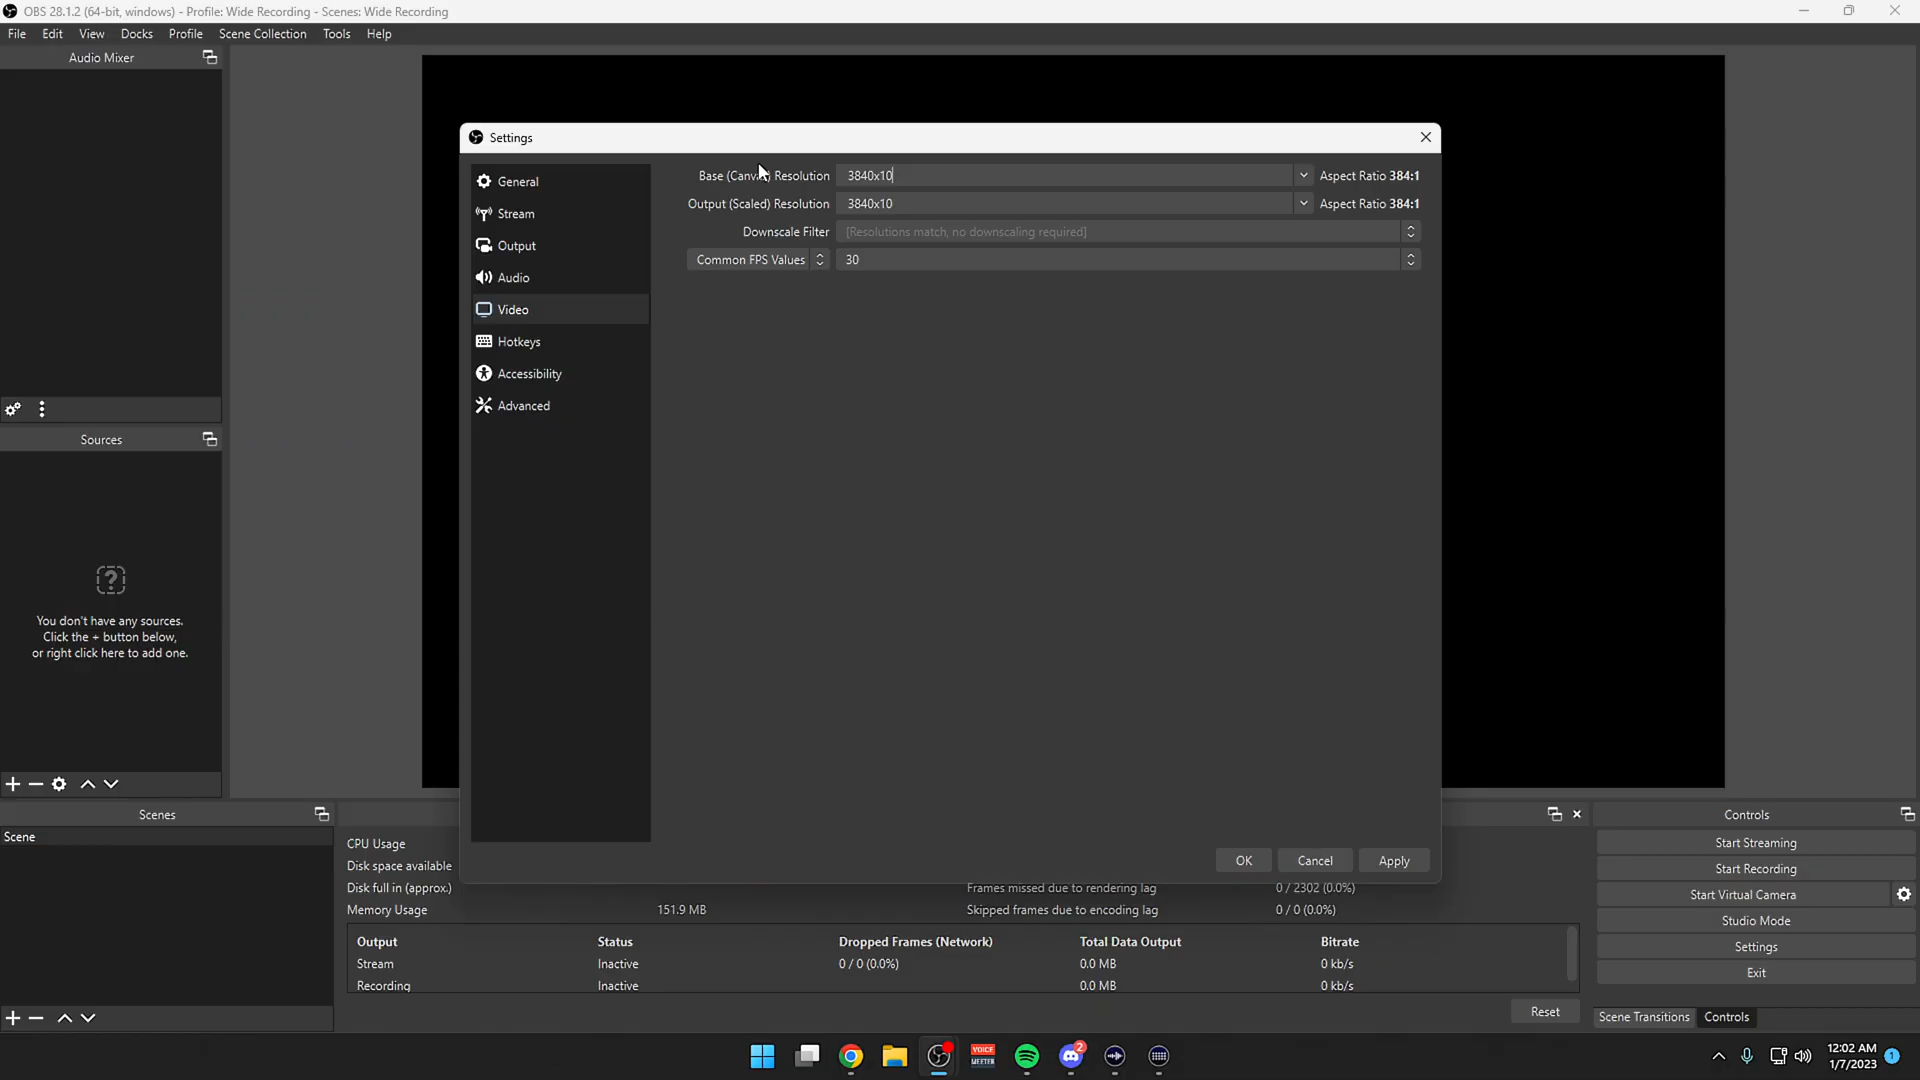 OBS 28.1.2 (64-bit, windows) - Profile: Wide Recording - Scenes: Wide Recording
File Edit View Docks Profile Scene Collection Tools Help
Audio Mixer
Settings
General
Stream
Output
Audio
Video
Hotkeys
Accessibility
Advanced
Resolution 3840x10 Aspect Ratio 384:1
Output (Scaled) Resolution 3840x10 Aspect Ratio 384:1
Downscale Filter [Resolutions match, no downscaling required]
Common FPS Values 30
OK Cancel Apply
Sources
You don't have any sources.
Click the + button below,
or right click here to add one.
Scenes
Scene
CPU Usage
Disk space available
Disk full in (approx.)
Memory Usage 151.9 MB
Frames missed due to rendering lag 0 / 2302 (0.0%)
Skipped frames due to encoding lag 0 / 0 (0.0%)
Output Status Dropped Frames (Network) Total Data Output Bitrate
Stream Inactive 0 / 0 (0.0%) 0.0 MB 0 kb/s
Recording Inactive 0.0 MB 0 kb/s
Reset
Controls
Start Streaming
Start Recording
Start Virtual Camera
Studio Mode
Settings
Exit
Scene Transitions Controls
VOICE
MEETER
2
12:02 AM
1/7/2023
1